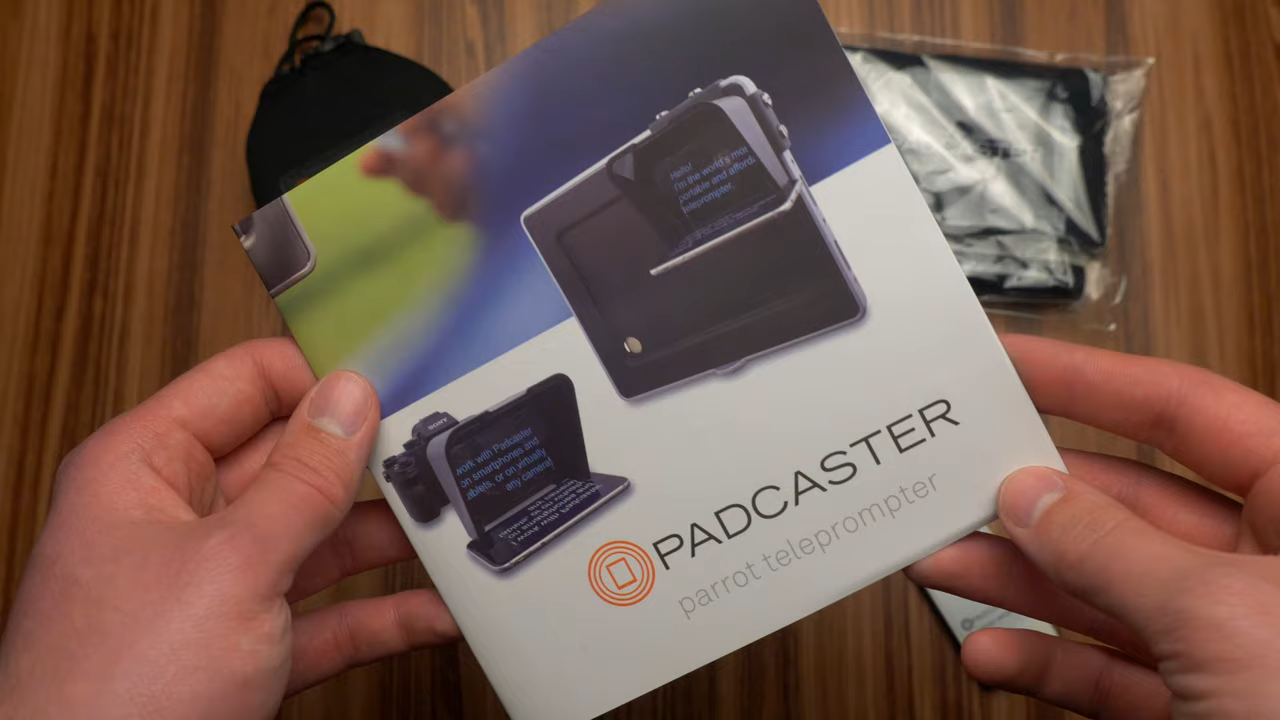 Hello!
I'm the world's most
portable and afford
teleprompter.
SONY
work with Padcaster
on smartphones and
tablets, or on virtually
any camera!
PADCASTER
parrot teleprompter